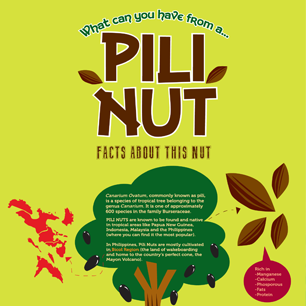 What can you have from a...
PILI
NUT
FACTS ABOUT THIS NUT
Canarium Ovatum, commonly known as pili,
is a species of tropical tree belonging to the
genus Canarium. It is one of approximately
600 species in the family Burseraceae.
PILI NUTS are known to be found and native
in tropical areas like Papua New Guinea,
Indonesia, Malaysia and the Philippines
(where you can find it the most popular).
In Philippines, Pili Nuts are mostly cultivated
in Bicol Region (the land of wakeboarding
and home to the country's perfect cone, the
Mayon Volcano).
Rich in
-Manganese
-Calcium
-Phosporous
-Fats
-Protein